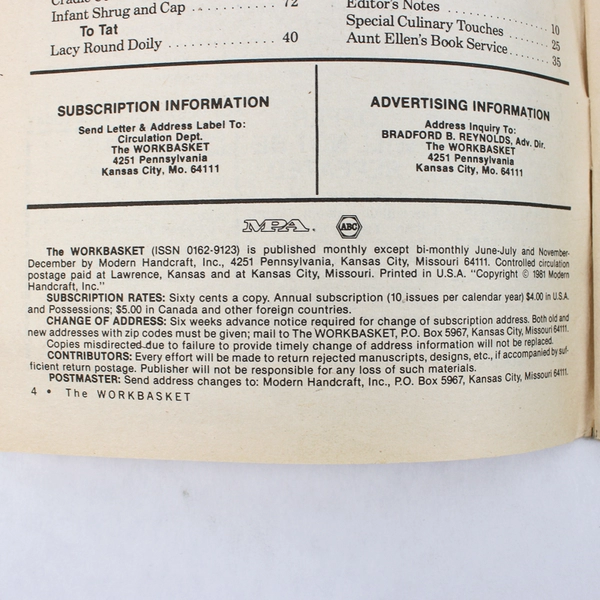 Infant Shrug and Cap . . . . . . . . . . 72
To Tat
Lacy Round Doily . . . . . . . . . . . . . . 40
Editor's Notes . . . . . . . . . . . . . . . 10
Special Culinary Touches . . . . . . . 25
Aunt Ellen's Book Service . . . . . . . 35
SUBSCRIPTION INFORMATION
Send Letter & Address Label To:
Circulation Dept.
The WORKBASKET
4251 Pennsylvania
Kansas City, Mo. 64111
ADVERTISING INFORMATION
Address Inquiry To:
BRADFORD B. REYNOLDS, Adv. Dir.
The WORKBASKET
4251 Pennsylvania
Kansas City, Mo. 64111
MPA. ABC
The WORKBASKET (ISSN 0162-9123) is published monthly except bi-monthly June-July and November-
December by Modern Handcraft, Inc., 4251 Pennsylvania, Kansas City, Missouri 64111. Controlled circulation
postage paid at Lawrence, Kansas and at Kansas City, Missouri. Printed in U.S.A. "Copyright © 1981 Modern
Handcraft, Inc."
SUBSCRIPTION RATES: Sixty cents a copy. Annual subscription (10 issues per calendar year) $4.00 in U.S.A.
and Possessions; $5.00 in Canada and other foreign countries.
CHANGE OF ADDRESS: Six weeks advance notice required for change of subscription address. Both old and
new addresses with zip codes must be given; mail to The WORKBASKET, P.O. Box 5967, Kansas City, Missouri 64111.
Copies misdirected due to failure to provide timely change of address information will not be replaced.
CONTRIBUTORS: Every effort will be made to return rejected manuscripts, designs, etc., if accompanied by suf-
ficient return postage. Publisher will not be responsible for any loss of such materials.
POSTMASTER: Send address changes to: Modern Handcraft, Inc., P.O. Box 5967, Kansas City, Missouri 64111.
4 • The WORKBASKET